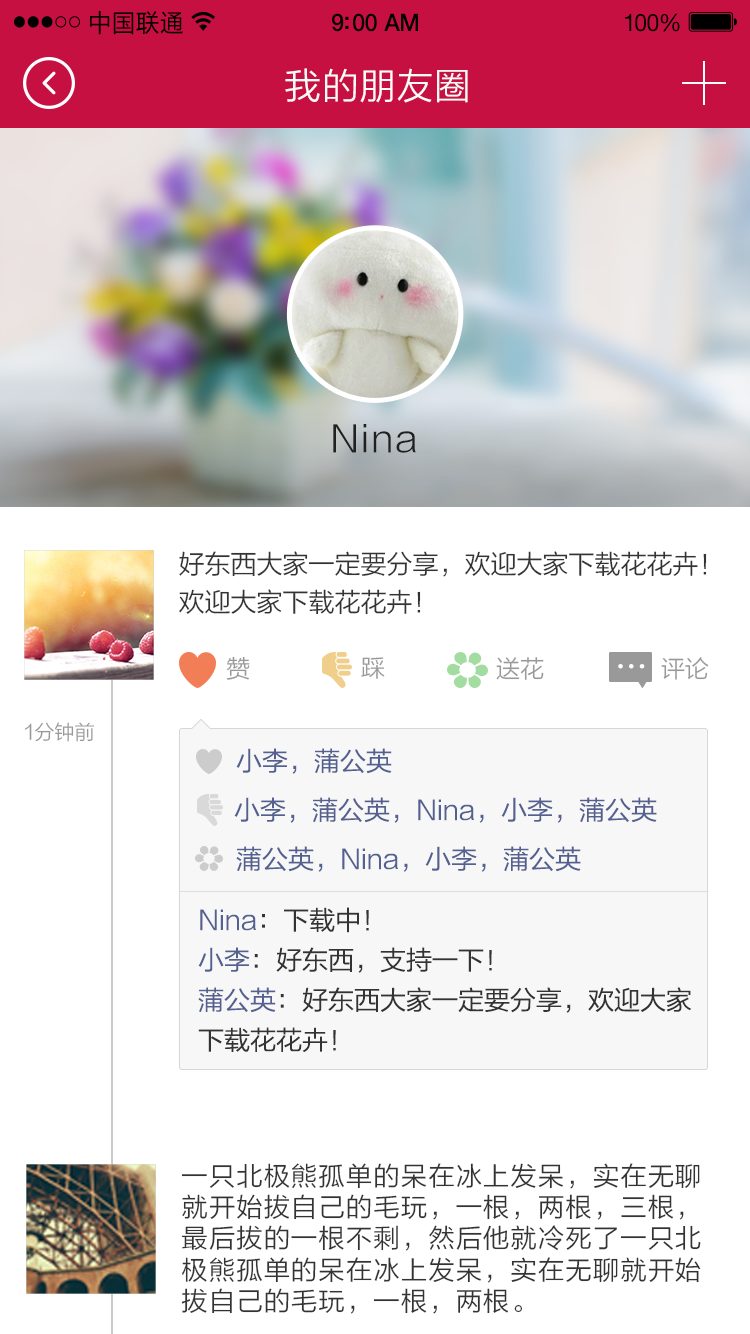 中国联通 9:00 AM 100%
我的朋友圈
Nina
好东西大家一定要分享，欢迎大家下载花花卉！
欢迎大家下载花花卉！
赞 踩 送花 评论
1分钟前
小李，蒲公英
小李，蒲公英，Nina，小李，蒲公英
蒲公英，Nina，小李，蒲公英
Nina：下载中！
小李：好东西，支持一下！
蒲公英：好东西大家一定要分享，欢迎大家
下载花花卉！
一只北极熊孤单的呆在冰上发呆，实在无聊
就开始拔自己的毛玩，一根，两根，三根，
最后拔的一根不剩，然后他就冷死了一只北
极熊孤单的呆在冰上发呆，实在无聊就开始
拔自己的毛玩，一根，两根。